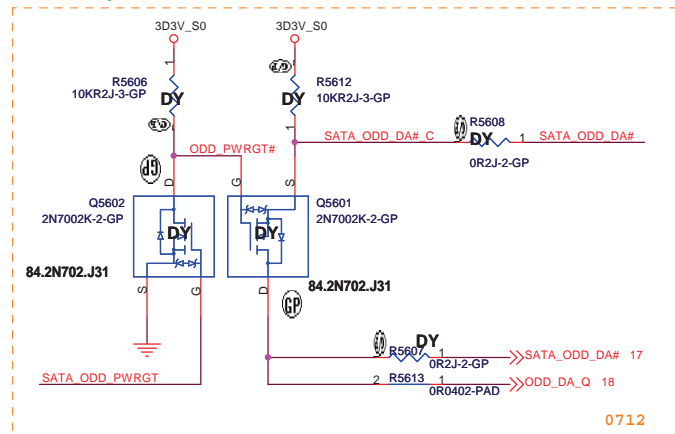 3D3V_S0 3D3V_S0
1 R5606 DY 10KR2J-3-GP
R5612 DY 10KR2J-3-GP 1
SATA_ODD_DA#_C R5608 DY 1 SATA_ODD_DA#
0R2J-2-GP
ODD_PWRGT#
GP
D G S
Q5602 Q5601
2N7002K-2-GP 2N7002K-2-GP
DY DY
84.2N702.J31 84.2N702.J31
S G D
GP
DY
R5607 1 SATA_ODD_DA# 17
0R2J-2-GP
SATA_ODD_PWRGT
2 R5613 1 ODD_DA_Q 18
0R0402-PAD
0712